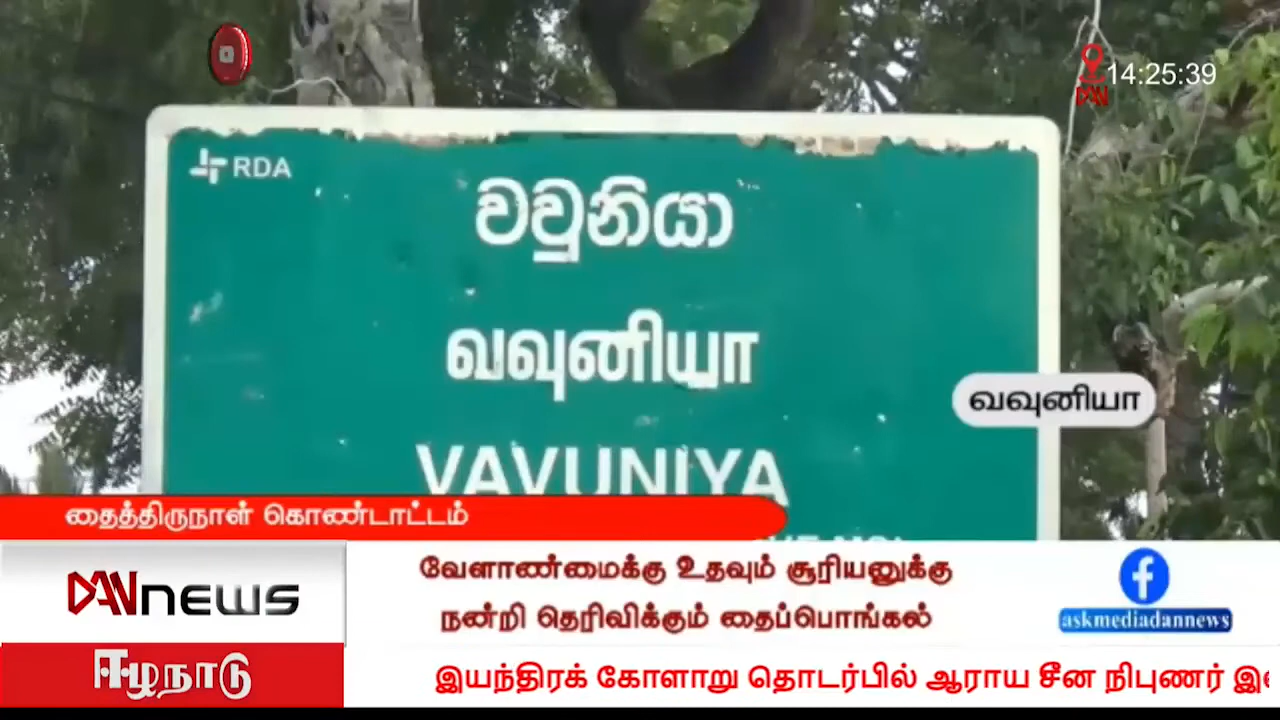 14:25:39
DAN
RDA
වවුනියා
வவுனியா
வவுனியா
VAVUNIYA
தைத்திருநாள் கொண்டாட்டம்
DAN news
வேளாண்மைக்கு உதவும் சூரியனுக்கு
நன்றி தெரிவிக்கும் தைப்பொங்கல்
askmediadannews
ஈழநாடு
இயந்திரக் கோளாறு தொடர்பில் ஆராய சீன நிபுணர்